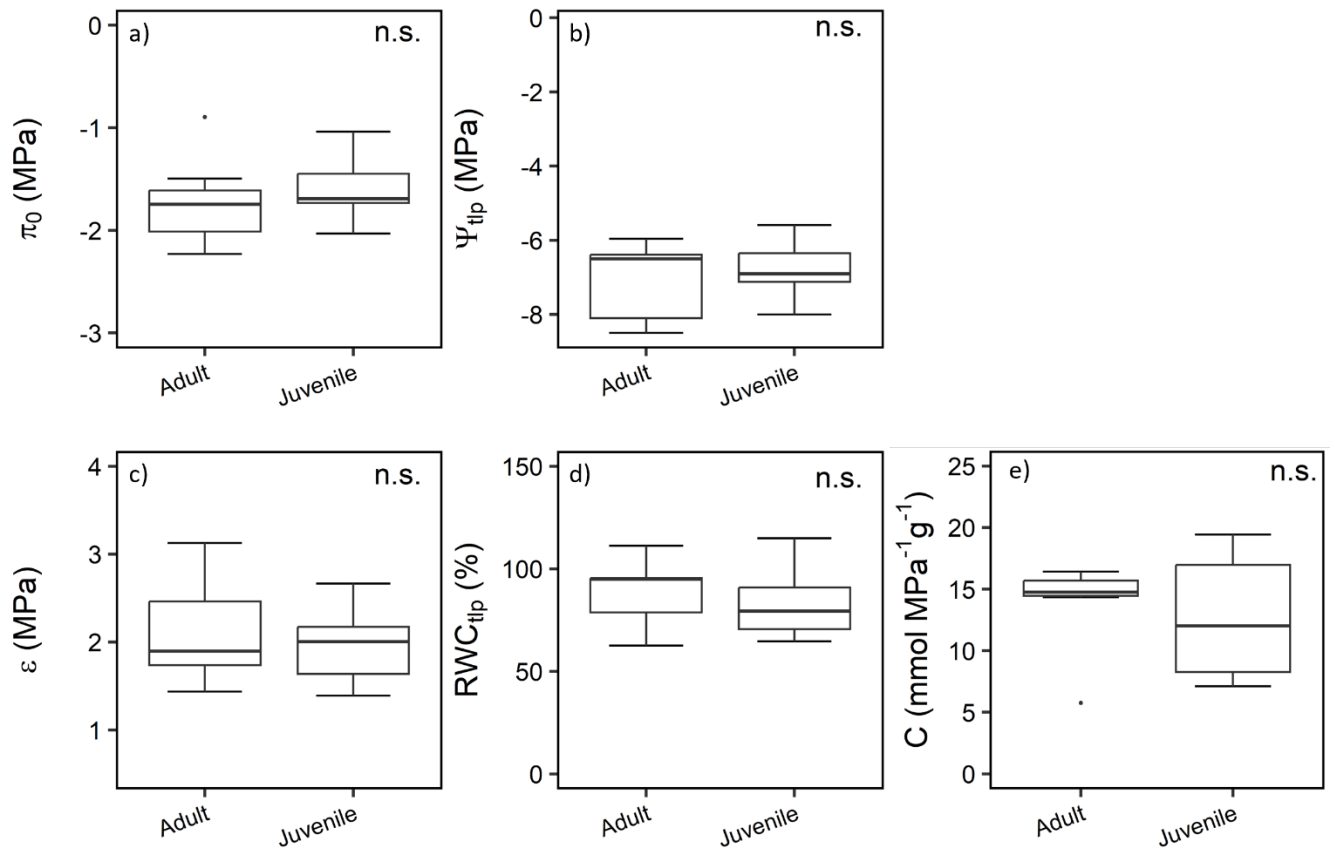 a)
n.s.
π₀ (MPa)
0
-1
-2
-3
Adult
Juvenile
b)
n.s.
Ψtlp (MPa)
0
-2
-4
-6
-8
Adult
Juvenile
c)
n.s.
ε (MPa)
4
3
2
1
Adult
Juvenile
d)
n.s.
RWCtlp (%)
150
100
50
0
Adult
Juvenile
e)
n.s.
C (mmol MPa⁻¹g⁻¹)
25
20
15
10
5
0
Adult
Juvenile